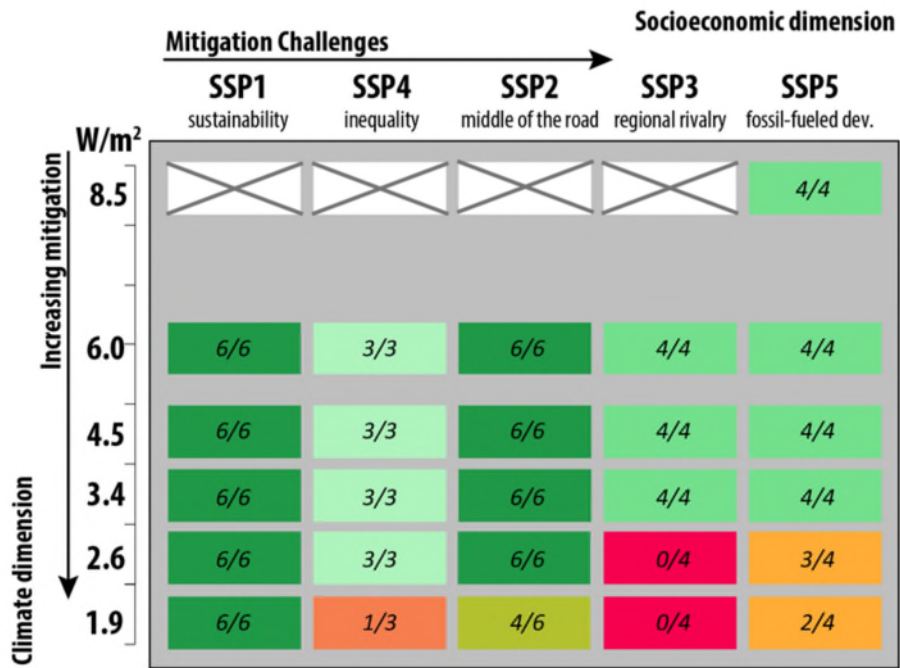 Socioeconomic dimension
Mitigation Challenges
SSP1 SSP4 SSP2 SSP3 SSP5
sustainability inequality middle of the road regional rivalry fossil-fueled dev.
W/m²
Increasing mitigation
Climate dimension
8.5 4/4
6.0 6/6 3/3 6/6 4/4 4/4
4.5 6/6 3/3 6/6 4/4 4/4
3.4 6/6 3/3 6/6 4/4 4/4
2.6 6/6 3/3 6/6 0/4 3/4
1.9 6/6 1/3 4/6 0/4 2/4